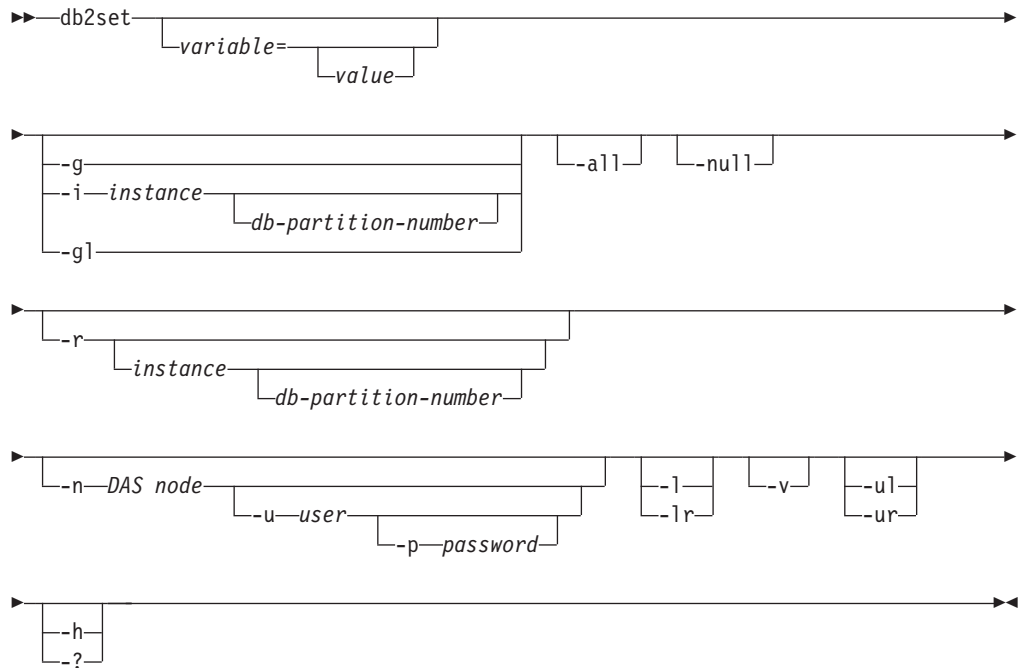 db2set
variable=
value
-g -all -null
-i instance
db-partition-number
-gl
-r
instance
db-partition-number
-n DAS node -l -v -ul
-u user -lr -ur
-p password
-h
-?